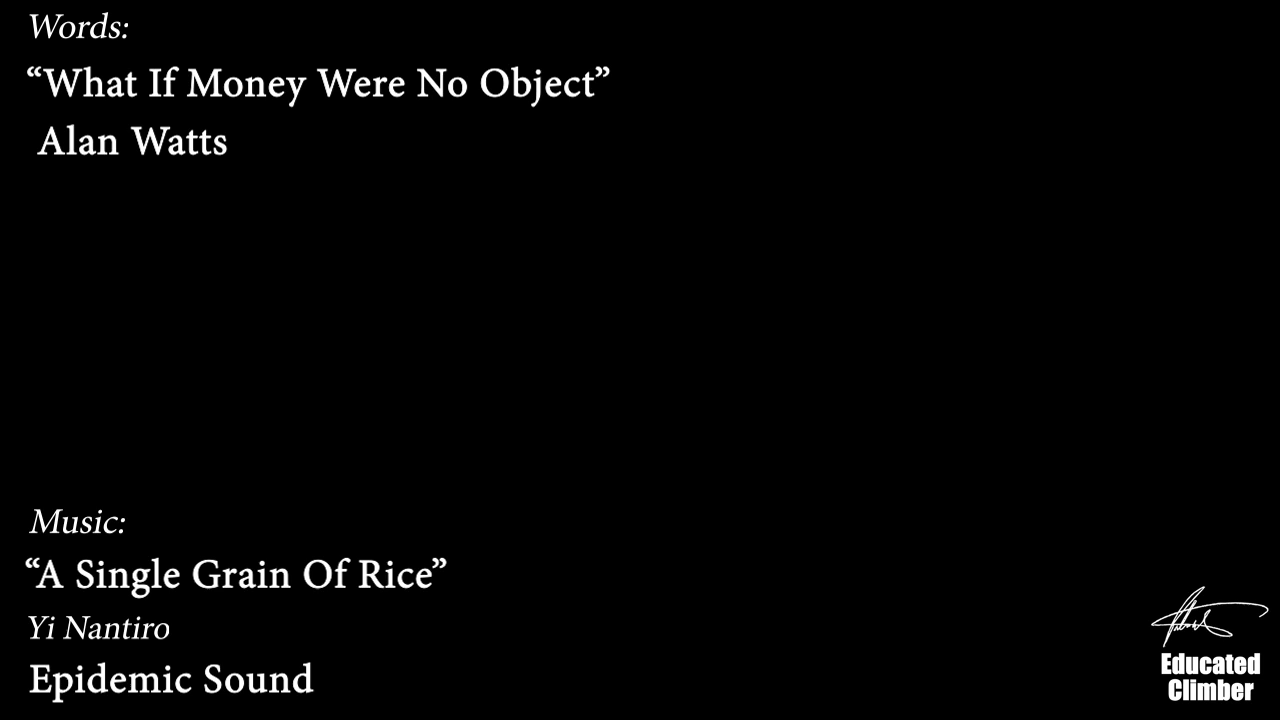 Words:
“What If Money Were No Object”
Alan Watts
Music:
“A Single Grain Of Rice”
Yi Nantiro
Epidemic Sound
Educated
Climber